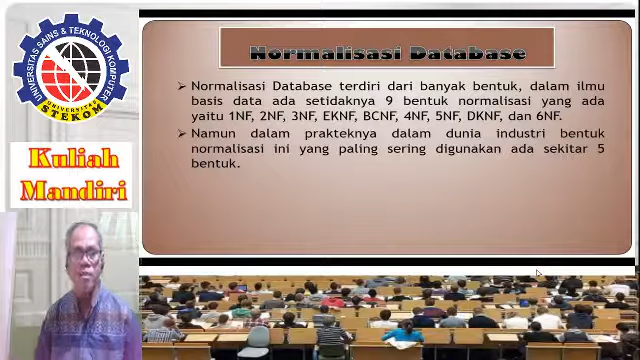 UNIVERSITAS SAINS & TEKNOLOGI KOMPUTER
UNIVERSITAS
STEKOM
Kuliah
Mandiri
Normalisasi Database
➢ Normalisasi Database terdiri dari banyak bentuk, dalam ilmu
basis data ada setidaknya 9 bentuk normalisasi yang ada
yaitu 1NF, 2NF, 3NF, EKNF, BCNF, 4NF, 5NF, DKNF, dan 6NF.
➢ Namun dalam prakteknya dalam dunia industri bentuk
normalisasi ini yang paling sering digunakan ada sekitar 5
bentuk.